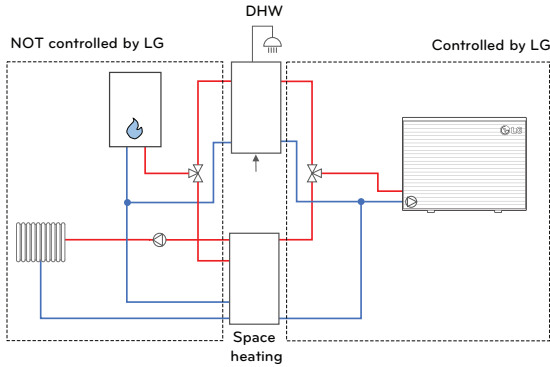 DHW
NOT controlled by LG
Controlled by LG
LG
Space
heating